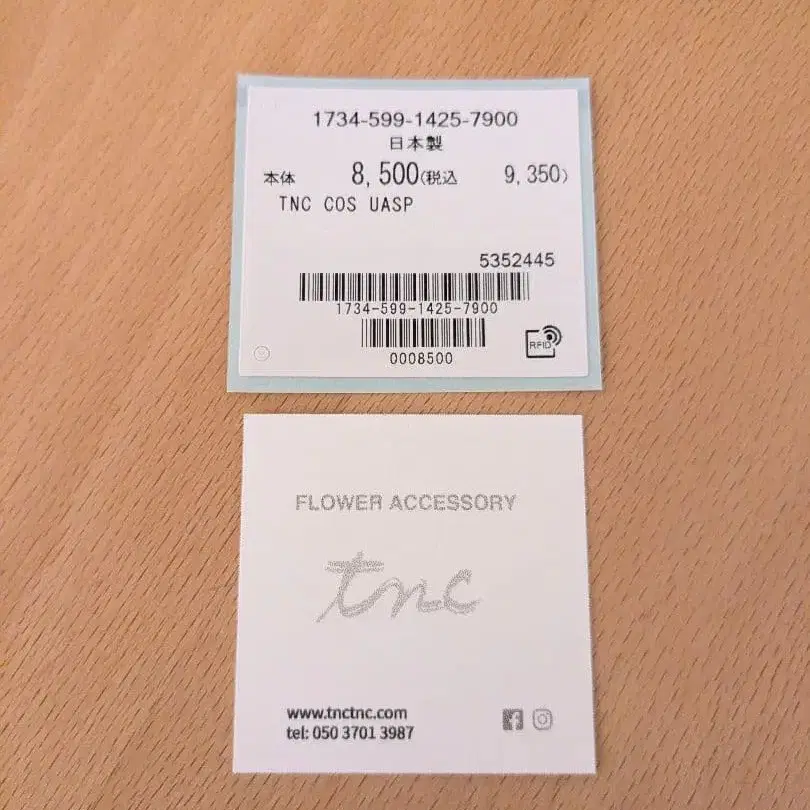 1734-599-1425-7900
日本製
本体 8,500(税込 9,350)
TNC COS UASP
5352445
1734-599-1425-7900
0008500
RFID
FLOWER ACCESSORY
tnc
www.tnctnc.com
tel: 050 3701 3987